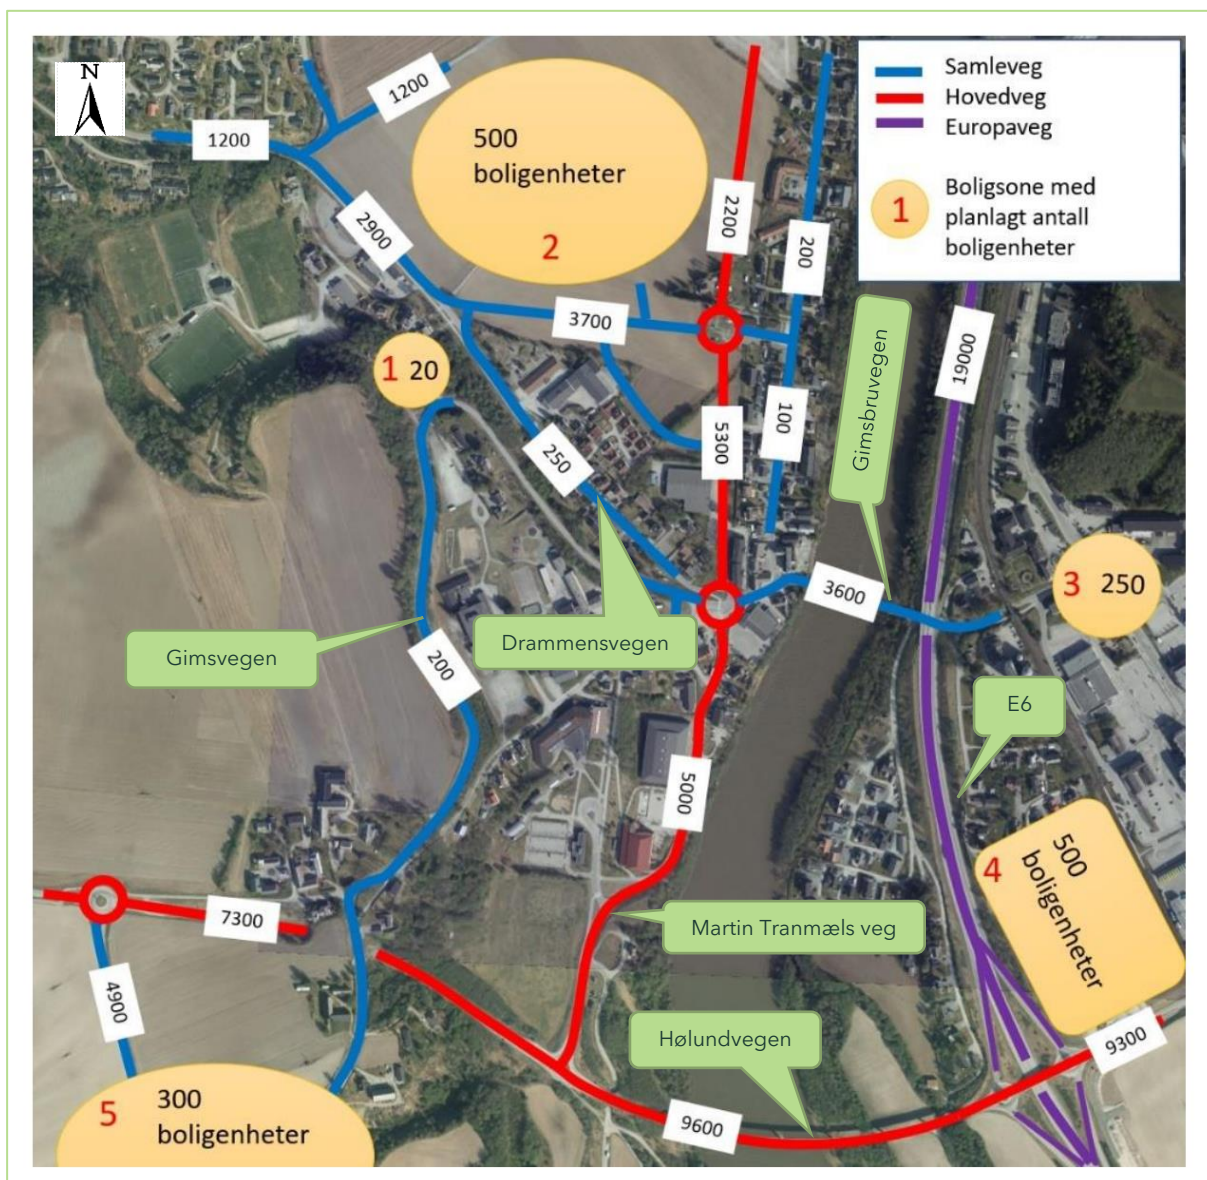 N
Samleveg
Hovedveg
Europaveg
1
Boligsone med
planlagt antall
boligenheter
1200
1200
500
boligenheter
2
2900
2200
200
3700
19000
1 20
5300
100
Gimsbruvegen
250
3600
3 250
Gimsvegen
200
Drammensvegen
E6
5000
4
500
boligenheter
7300
Martin Tranmæls veg
4900
Hølundvegen
9300
9600
5
300
boligenheter